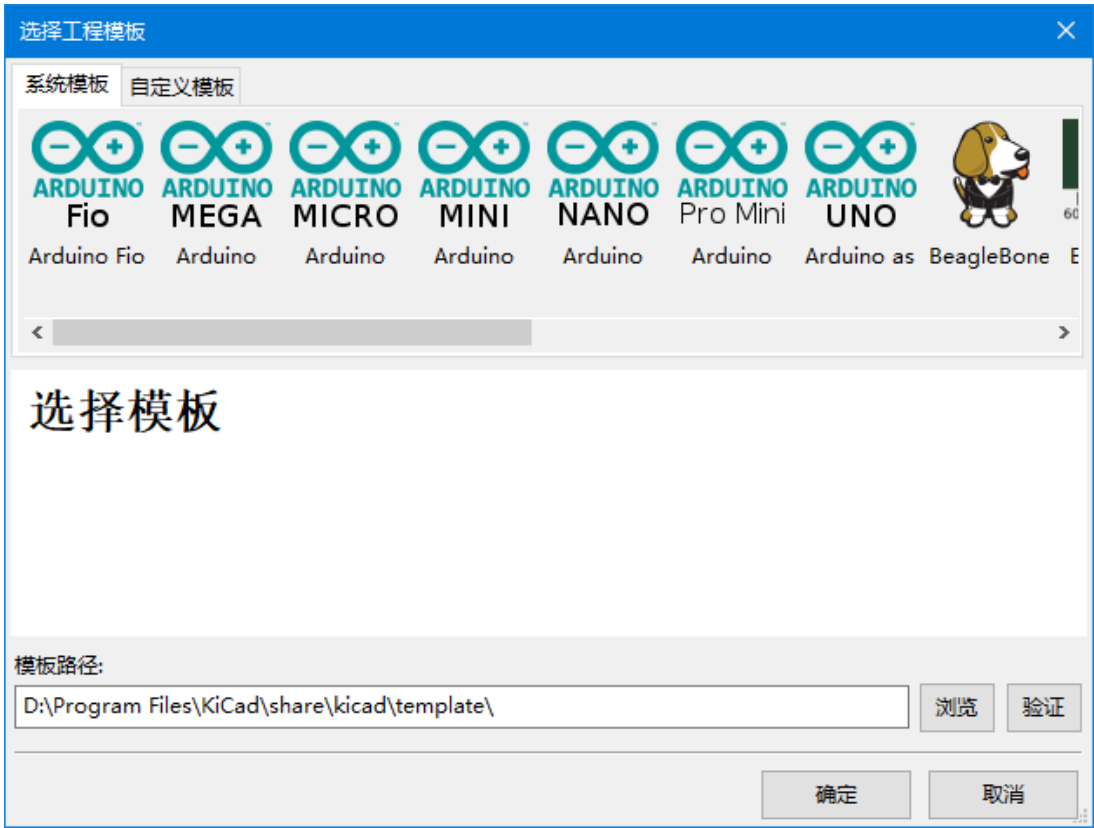 选择工程模板
系统模板 自定义模板
ARDUINO ARDUINO ARDUINO ARDUINO ARDUINO ARDUINO ARDUINO
Fio MEGA MICRO MINI NANO Pro Mini UNO 60
Arduino Fio Arduino Arduino Arduino Arduino Arduino Arduino as BeagleBone
选择模板
模板路径:
D:\Program Files\KiCad\share\kicad\template\ 浏览 验证
确定 取消